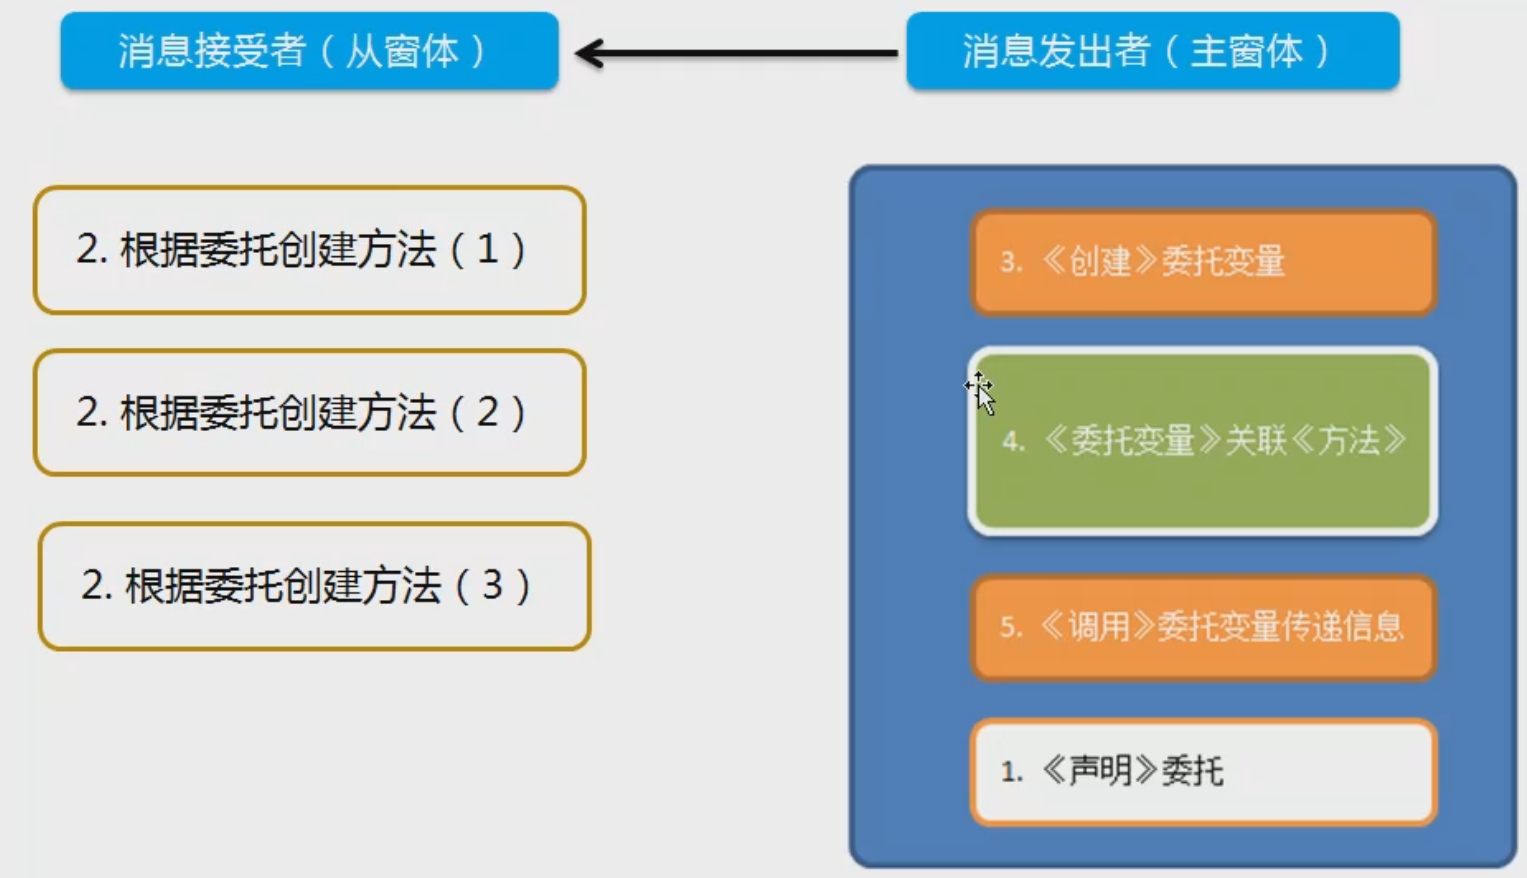 消息接受者（从窗体）
消息发出者（主窗体）
2. 根据委托创建方法（1）
2. 根据委托创建方法（2）
2. 根据委托创建方法（3）
3. 《创建》委托变量
4. 《委托变量》关联《方法》
5. 《调用》委托变量传递信息
1. 《声明》委托